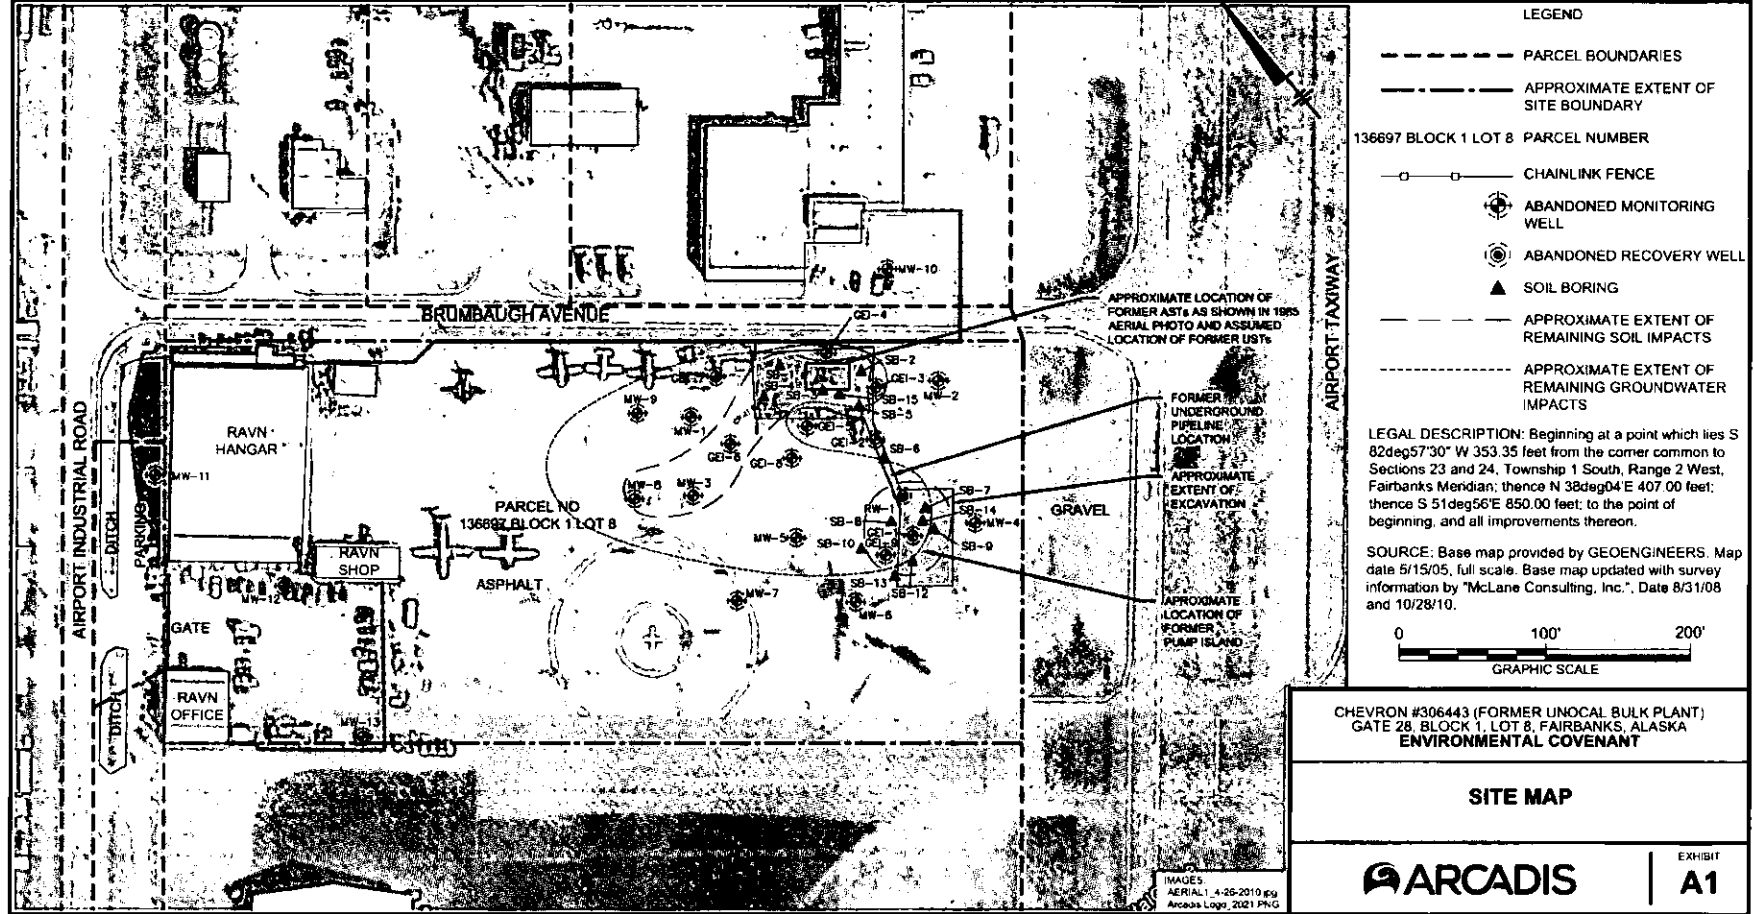 LEGEND
PARCEL BOUNDARIES
APPROXIMATE EXTENT OF
SITE BOUNDARY
136697 BLOCK 1 LOT 8 PARCEL NUMBER
CHAINLINK FENCE
ABANDONED MONITORING
WELL
ABANDONED RECOVERY WELL
SOIL BORING
APPROXIMATE EXTENT OF
REMAINING SOIL IMPACTS
APPROXIMATE EXTENT OF
REMAINING GROUNDWATER
IMPACTS
LEGAL DESCRIPTION: Beginning at a point which lies S
82deg57'30" W 353.35 feet from the corner common to
Sections 23 and 24, Township 1 South, Range 2 West,
Fairbanks Meridian; thence N 38deg04'E 407.00 feet;
thence S 51deg56'E 850.00 feet; to the point of
beginning, and all improvements thereon.
SOURCE: Base map provided by GEOENGINEERS. Map
date 5/15/05, full scale. Base map updated with survey
information by "McLane Consulting, Inc.", Date 8/31/08
and 10/28/10.
0 100' 200'
GRAPHIC SCALE
CHEVRON #306443 (FORMER UNOCAL BULK PLANT)
GATE 28, BLOCK 1, LOT 8, FAIRBANKS, ALASKA
ENVIRONMENTAL COVENANT
SITE MAP
ARCADIS
EXHIBIT
A1
IMAGES:
AERIAL1_4-26-2010.jpg
Arcadis Logo_2021.PNG
MW-10
BRUMBAUGH AVENUE
GEI-4
APPROXIMATE LOCATION OF
FORMER ASTs AS SHOWN IN 1985
AERIAL PHOTO AND ASSUMED
LOCATION OF FORMER USTs
AIRPORT TAXIWAY
AIRPORT INDUSTRIAL ROAD
SB-2
GEI-3
MW-2
SB-15
SB-5
MW-9
MW-1
GEI-2
SB-6
GEI-6
GEI-8
FORMER
UNDERGROUND
PIPELINE
LOCATION
APPROXIMATE
EXTENT OF
EXCAVATION
RAVN
HANGAR
MW-11
MW-3
SB-7
SB-14
RW-1
SB-8
MW-4
PARCEL NO
136697 BLOCK 1 LOT 8
GRAVEL
DITCH
PARKING
MW-5
SB-10
SB-9
RAVN
SHOP
ASPHALT
SB-13
SB-12
MW-12
MW-7
MW-6
APROXIMATE
LOCATION OF
FORMER
PUMP ISLAND
GATE
RAVN
OFFICE
DITCH
MW-13